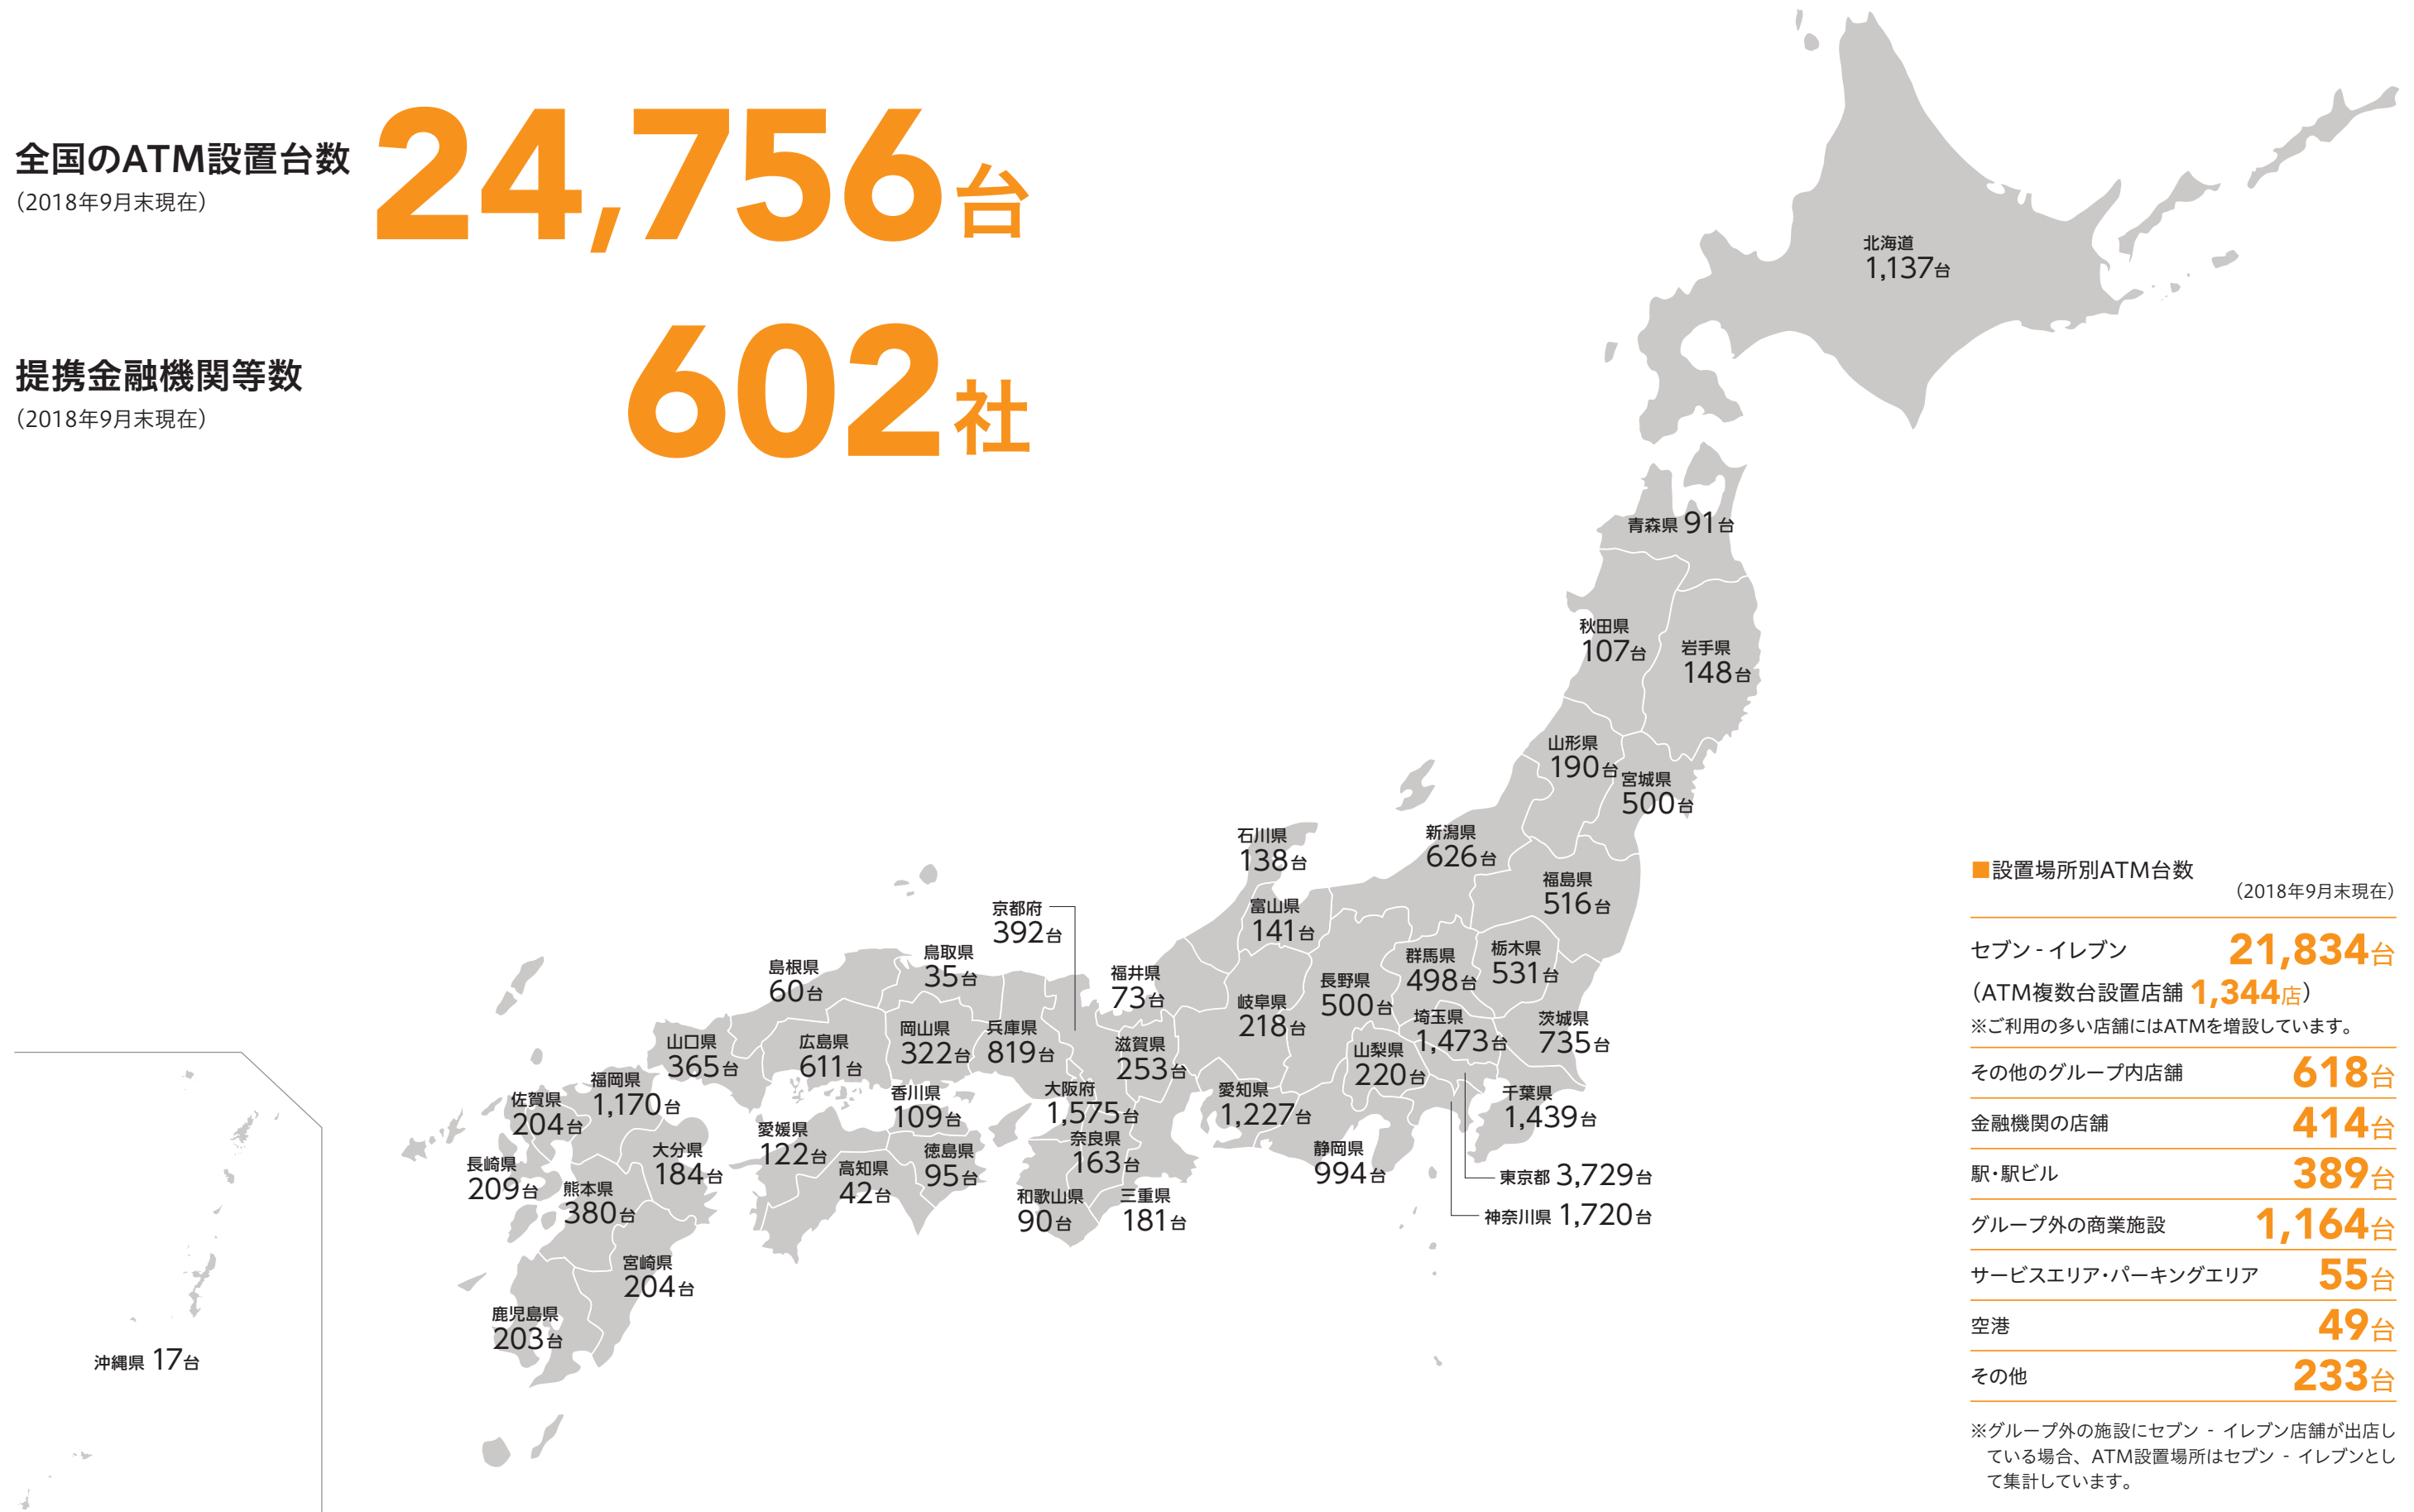 全国のATM設置台数
(2018年9月末現在)
24,756台
提携金融機関等数
(2018年9月末現在)
602社
北海道
1,137台
青森県 91台
秋田県
107台
岩手県
148台
山形県
190台
宮城県
500台
新潟県
626台
福島県
516台
石川県
138台
富山県
141台
京都府
392台
鳥取県
35台
島根県
60台
福井県
73台
岐阜県
218台
長野県
500台
群馬県
498台
栃木県
531台
埼玉県
1,473台
茨城県
735台
山梨県
220台
山口県
365台
広島県
611台
岡山県
322台
兵庫県
819台
滋賀県
253台
愛知県
1,227台
千葉県
1,439台
静岡県
994台
東京都 3,729台
神奈川県 1,720台
福岡県
1,170台
佐賀県
204台
長崎県
209台
大分県
184台
熊本県
380台
宮崎県
204台
鹿児島県
203台
沖縄県 17台
香川県
109台
愛媛県
122台
高知県
42台
徳島県
95台
大阪府
1,575台
奈良県
163台
和歌山県
90台
三重県
181台
■設置場所別ATM台数
(2018年9月末現在)
セブン‐イレブン 21,834台
(ATM複数台設置店舗 1,344店)
※ご利用の多い店舗にはATMを増設しています。
その他のグループ内店舗 618台
金融機関の店舗 414台
駅・駅ビル 389台
グループ外の商業施設 1,164台
サービスエリア・パーキングエリア 55台
空港 49台
その他 233台
※グループ外の施設にセブン‐イレブン店舗が出店し
ている場合、ATM設置場所はセブン‐イレブンとし
て集計しています。